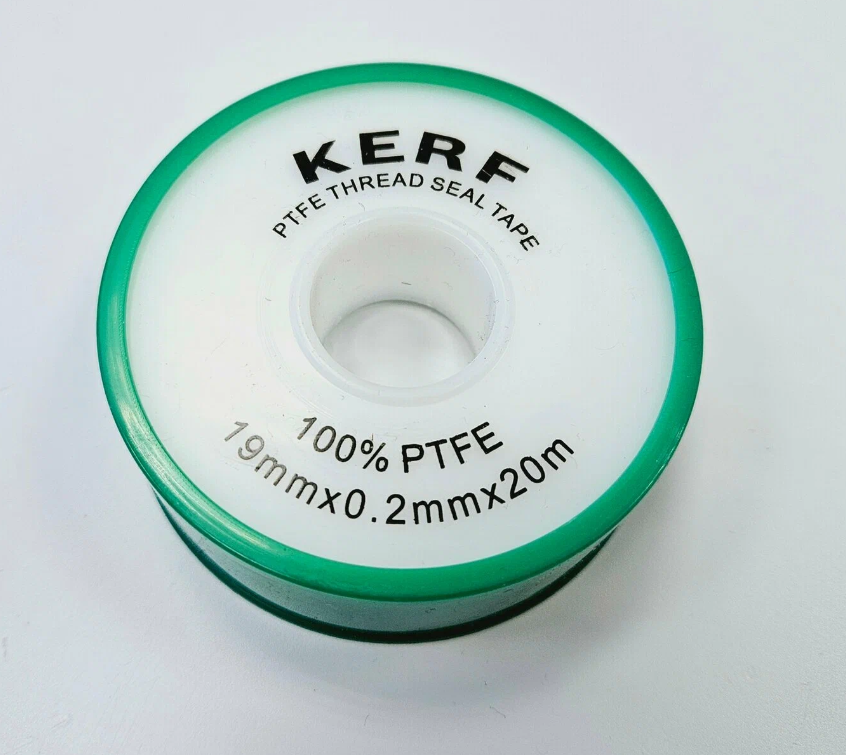 KERF
PTFE THREAD SEAL TAPE
100% PTFE
19mmx0.2mmx20m